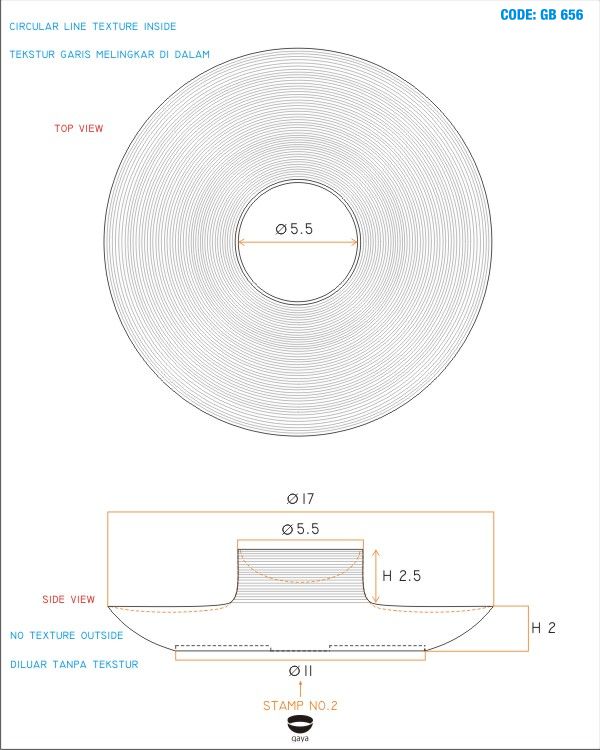 CODE: GB 656
CIRCULAR LINE TEXTURE INSIDE
TEKSTUR GARIS MELINGKAR DI DALAM
TOP VIEW
Ø5.5
Ø17
Ø5.5
H 2.5
SIDE VIEW
H 2
NO TEXTURE OUTSIDE
DILUAR TANPA TEKSTUR
Ø11
STAMP NO.2
gaya